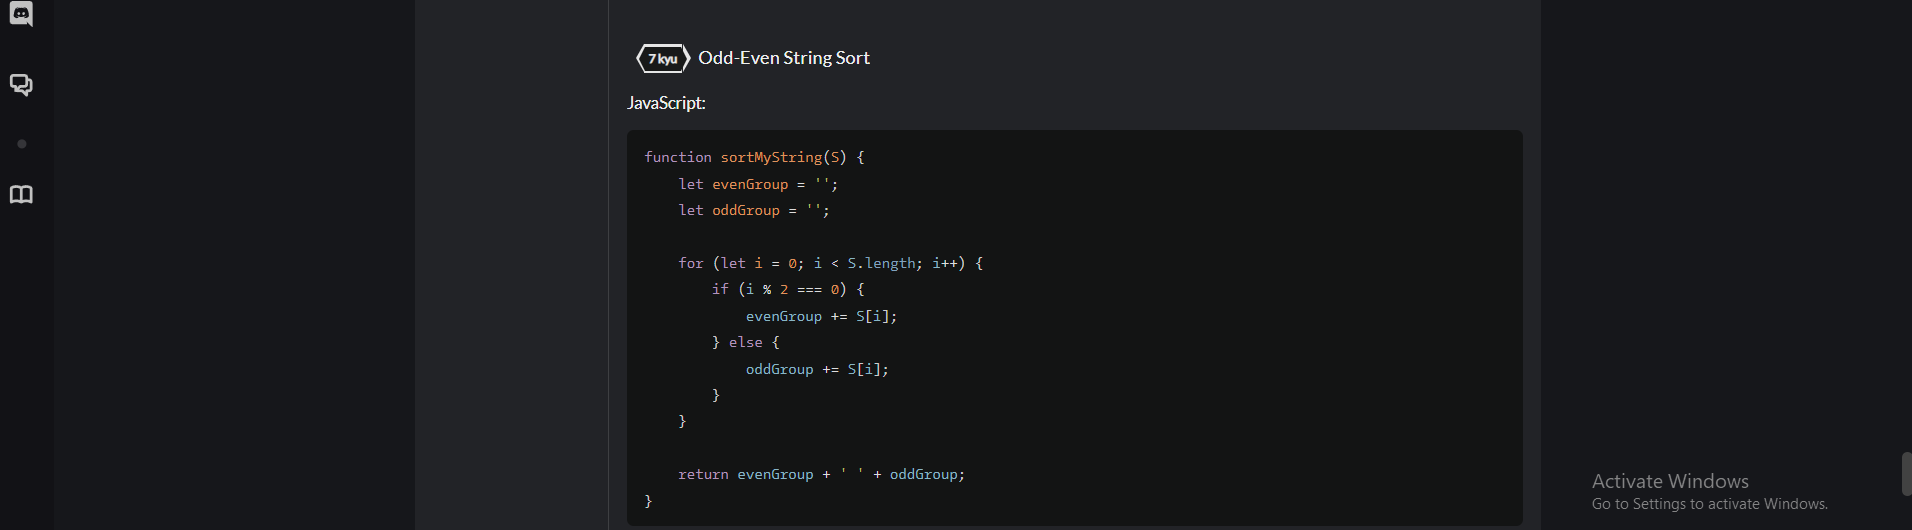 7 kyu Odd-Even String Sort
JavaScript:
function sortMyString(S) {
    let evenGroup = '';
    let oddGroup = '';
    for (let i = 0; i < S.length; i++) {
        if (i % 2 === 0) {
            evenGroup += S[i];
        } else {
            oddGroup += S[i];
        }
    }
    return evenGroup + ' ' + oddGroup;
}
Activate Windows
Go to Settings to activate Windows.